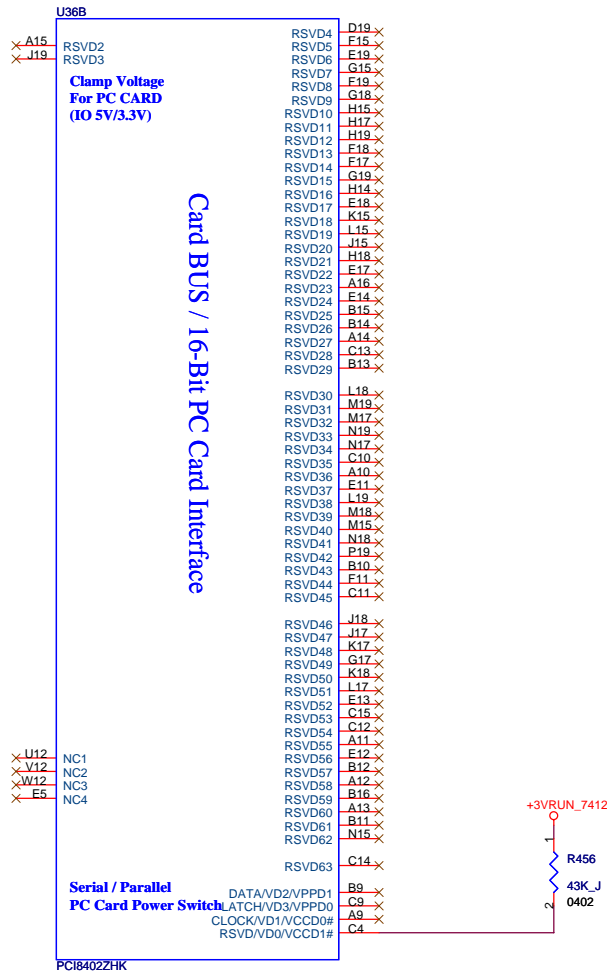 U36B
A15 RSVD2
J19 RSVD3
Clamp Voltage
For PC CARD
(IO 5V/3.3V)
Card BUS / 16-Bit PC Card Interface
RSVD4 D19
RSVD5 F15
RSVD6 E19
RSVD7 G15
RSVD8 F19
RSVD9 G18
RSVD10 H15
RSVD11 H17
RSVD12 H19
RSVD13 F18
RSVD14 F17
RSVD15 G19
RSVD16 H14
RSVD17 E18
RSVD18 K15
RSVD19 L15
RSVD20 J15
RSVD21 H18
RSVD22 E17
RSVD23 A16
RSVD24 E14
RSVD25 B15
RSVD26 B14
RSVD27 A14
RSVD28 C13
RSVD29 B13
RSVD30 L18
RSVD31 M19
RSVD32 M17
RSVD33 N19
RSVD34 N17
RSVD35 C10
RSVD36 A10
RSVD37 E11
RSVD38 L19
RSVD39 M18
RSVD40 M15
RSVD41 N18
RSVD42 P19
RSVD43 B10
RSVD44 F11
RSVD45 C11
RSVD46 J18
RSVD47 J17
RSVD48 K17
RSVD49 G17
RSVD50 K18
RSVD51 L17
RSVD52 E13
RSVD53 C15
RSVD54 C12
RSVD55 A11
RSVD56 E12
RSVD57 B12
RSVD58 A12
RSVD59 B16
RSVD60 A13
RSVD61 B11
RSVD62 N15
RSVD63 C14
U12 NC1
V12 NC2
W12 NC3
E5 NC4
Serial / Parallel
PC Card Power Switch
DATA/VD2/VPPD1 B9
LATCH/VD3/VPPD0 C9
CLOCK/VD1/VCCD0# A9
RSVD/VD0/VCCD1# C4
PCI8402ZHK
+3VRUN_7412
1
R456
43K_J
0402
2